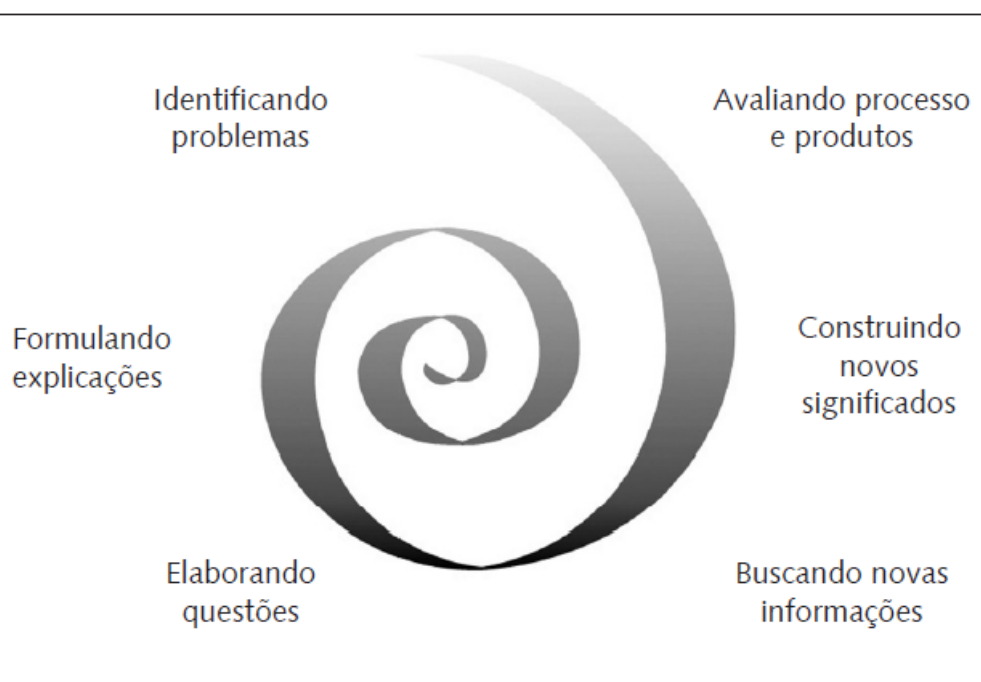 Identificando
problemas
Avaliando processo
e produtos
Formulando
explicações
Construindo
novos
significados
Elaborando
questões
Buscando novas
informações